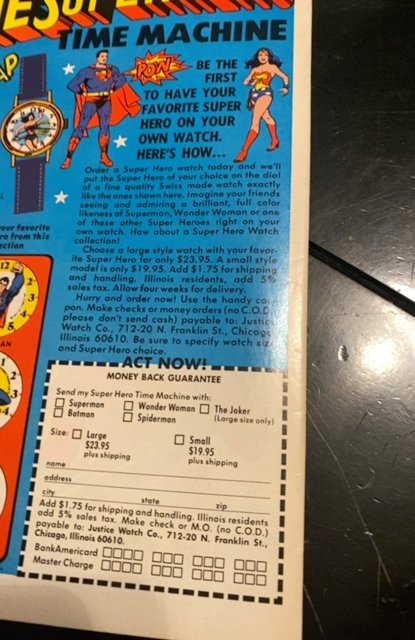 TIME MACHINE
POW!
BE THE
FIRST
TO HAVE YOUR
FAVORITE SUPER
HERO ON YOUR
OWN WATCH.
HERE'S HOW...
Order a Super Hero watch today and we'll
put the Super Hero of your choice on the dial
of a fine quality Swiss made watch exactly
like the ones shown here. Imagine your friends
seeing and admiring a brilliant, full color
likeness of Superman, Wonder Woman or one
of these other Super Heroes right on your
own watch. How about a Super Hero Watch
collection!
Choose a large style watch with your favor-
ite Super Hero for only $23.95. A small style
model is only $19.95. Add $1.75 for shipping
and handling. Illinois residents, add 5%
sales tax. Allow four weeks for delivery.
Hurry and order now! Use the handy cou-
pon. Make checks or money orders (no C.O.D.
please don't send cash) payable to: Justice
Watch Co., 712-20 N. Franklin St., Chicago,
Illinois 60610. Be sure to specify watch size
and Super Hero choice.
your favorite
ro from this
ection
AN
ACT NOW!
MONEY BACK GUARANTEE
Send my Super Hero Time Machine with:
Superman Wonder Woman The Joker
Batman Spiderman (Large size only)
Size: Large Small
$23.95 $19.95
plus shipping plus shipping
name
address
city state zip
Add $1.75 for shipping and handling. Illinois residents
add 5% sales tax. Make check or M.O. (no C.O.D.)
payable to: Justice Watch Co., 712-20 N. Franklin St.,
Chicago, Illinois 60610.
BankAmericard
Master Charge